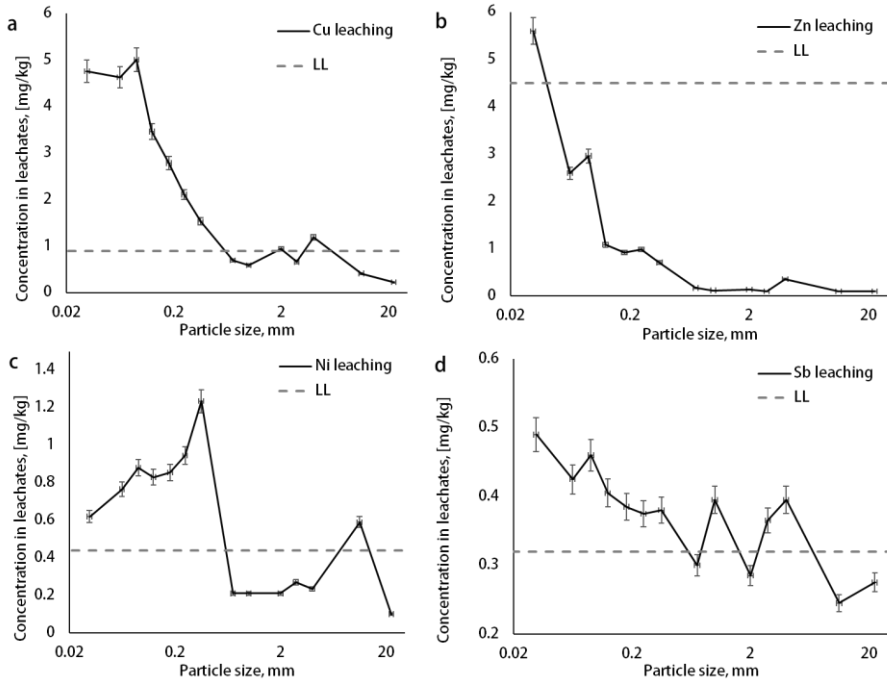 a
Cu leaching
LL
Concentration in leachates, [mg/kg]
6
5
4
3
2
1
0
0.02
0.2
2
20
Particle size, mm
b
Zn leaching
LL
Concentration in leachates, [mg/kg]
6
5
4
3
2
1
0
0.02
0.2
2
20
Particle size, mm
c
Ni leaching
LL
Concentration in leachates, [mg/kg]
1.4
1.2
1
0.8
0.6
0.4
0.2
0
0.02
0.2
2
20
Particle size, mm
d
Sb leaching
LL
Concentration in leachates, [mg/kg]
0.6
0.5
0.4
0.3
0.2
0.02
0.2
2
20
Particle size, mm